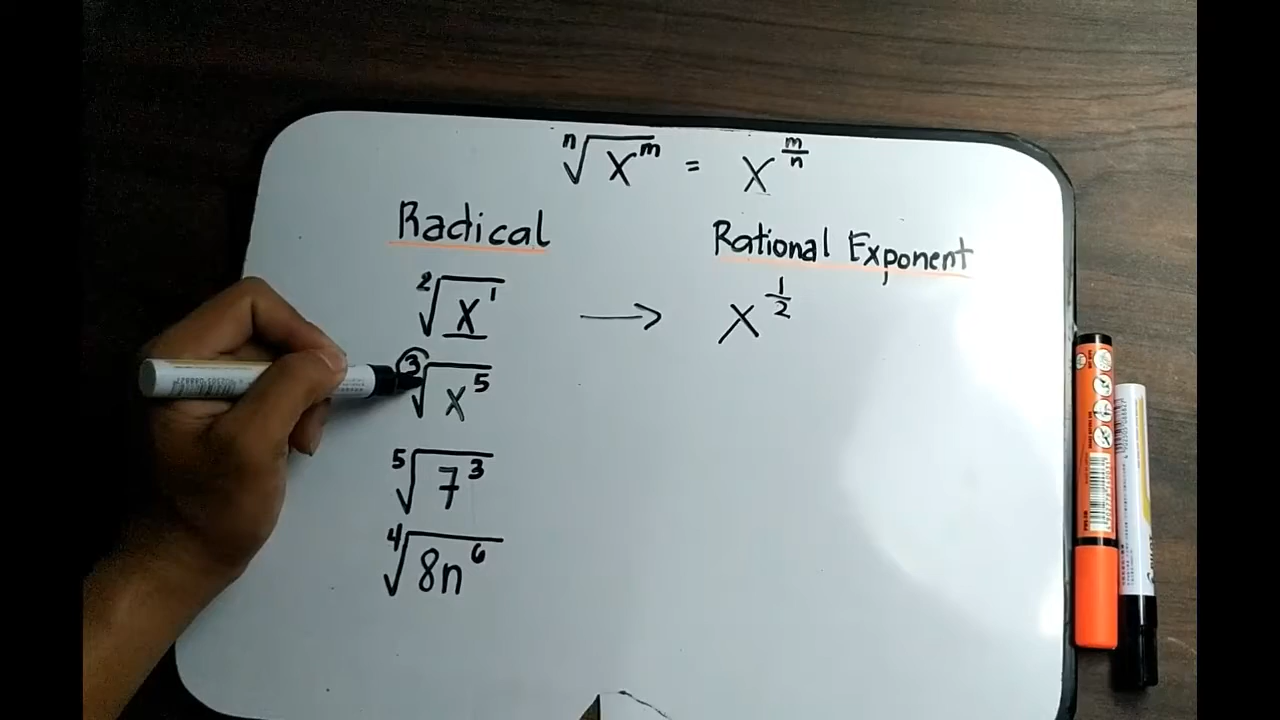 ⁿ√xᵐ = x^(m/n)
Radical
Rational Exponent
²√x¹ → x^(1/2)
³√x⁵
⁵√7³
⁴√8n⁶